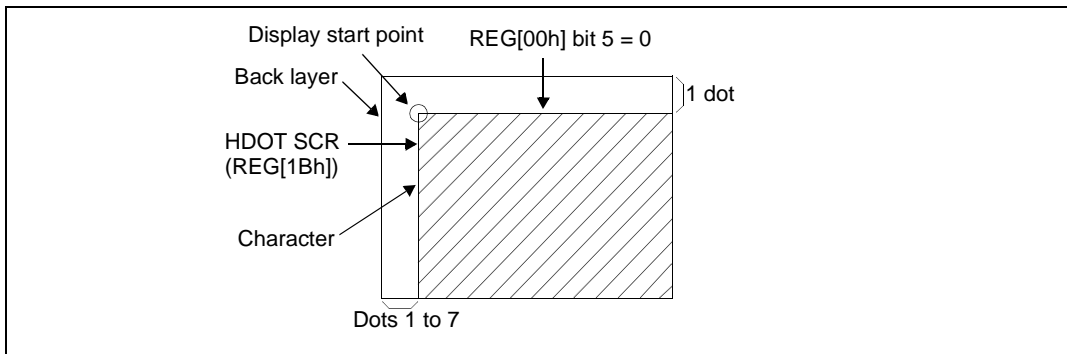 Display start point
REG[00h] bit 5 = 0
Back layer
1 dot
HDOT SCR
(REG[1Bh])
Character
Dots 1 to 7